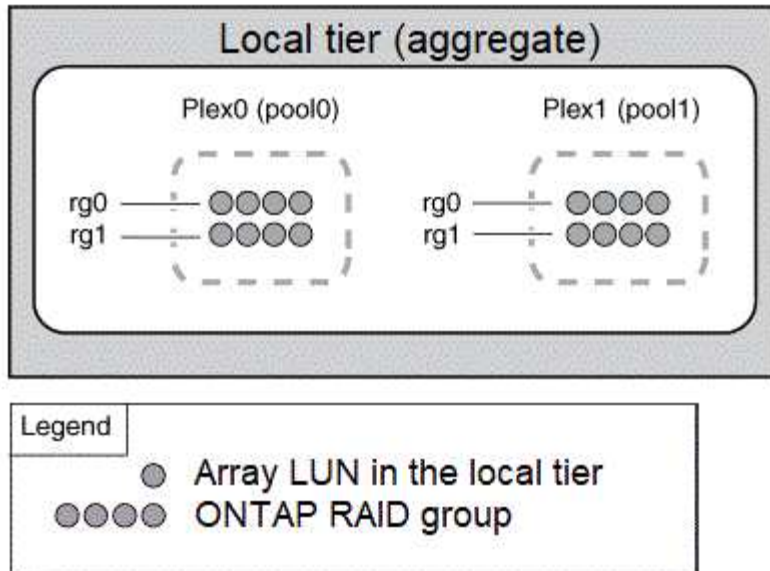 Local tier (aggregate)
Plex0 (pool0)
Plex1 (pool1)
rg0
rg1
rg0
rg1
Legend
Array LUN in the local tier
ONTAP RAID group